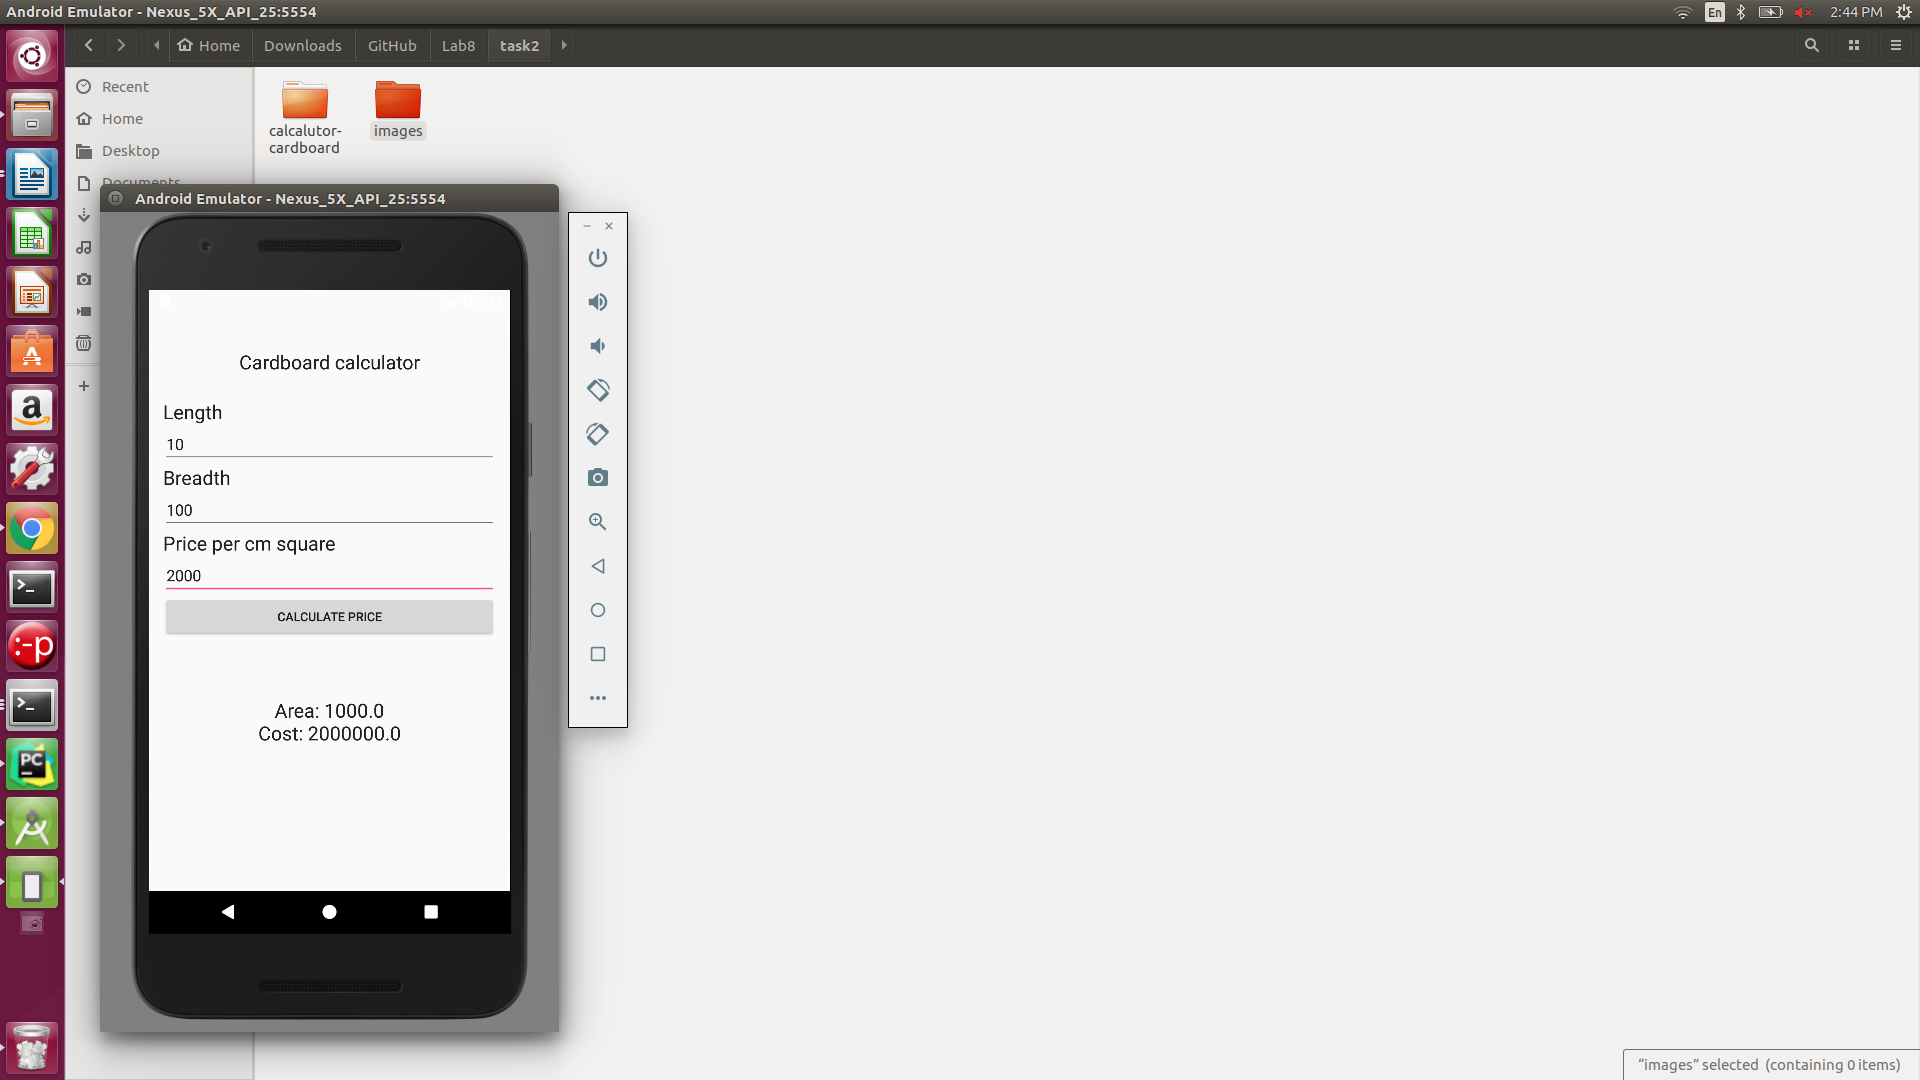 Android Emulator - Nexus_5X_API_25:5554
En
2:44 PM
Home
Downloads
GitHub
Lab8
task2
Recent
Home
Desktop
Documents
calcalutor-
cardboard
images
Android Emulator - Nexus_5X_API_25:5554
Cardboard calculator
Length
10
Breadth
100
Price per cm square
2000
CALCULATE PRICE
Area: 1000.0
Cost: 2000000.0
PC
:-p
"images" selected (containing 0 items)